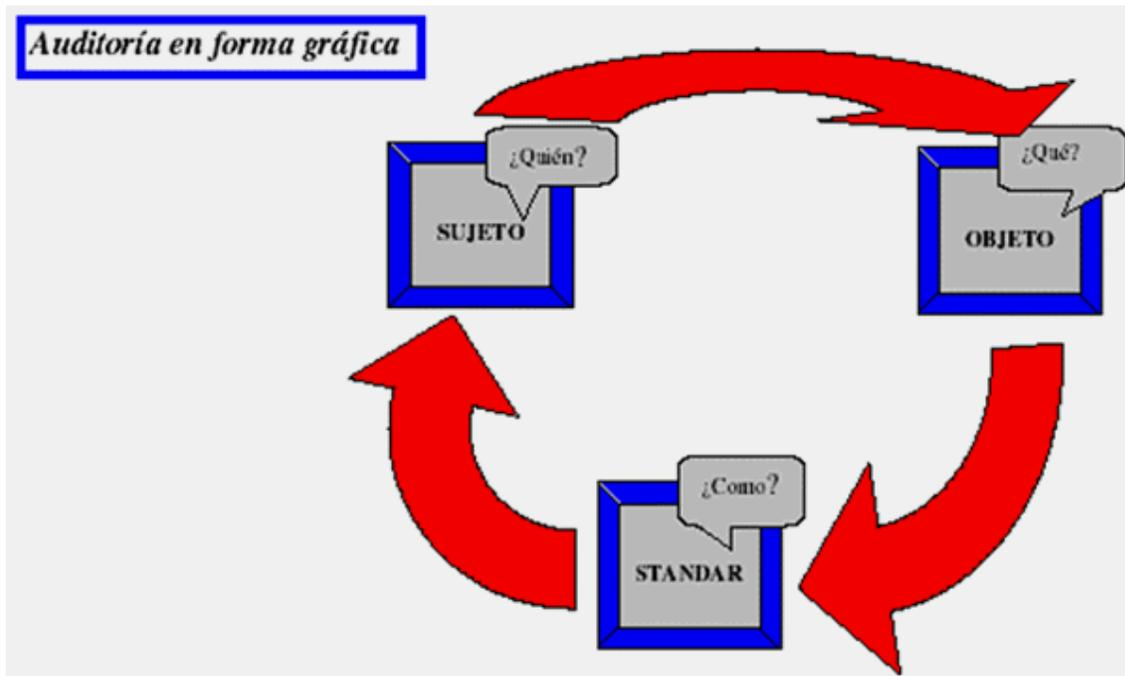 Auditoría en forma gráfica
¿Quién?
SUJETO
¿Qué?
OBJETO
¿Como?
STANDAR